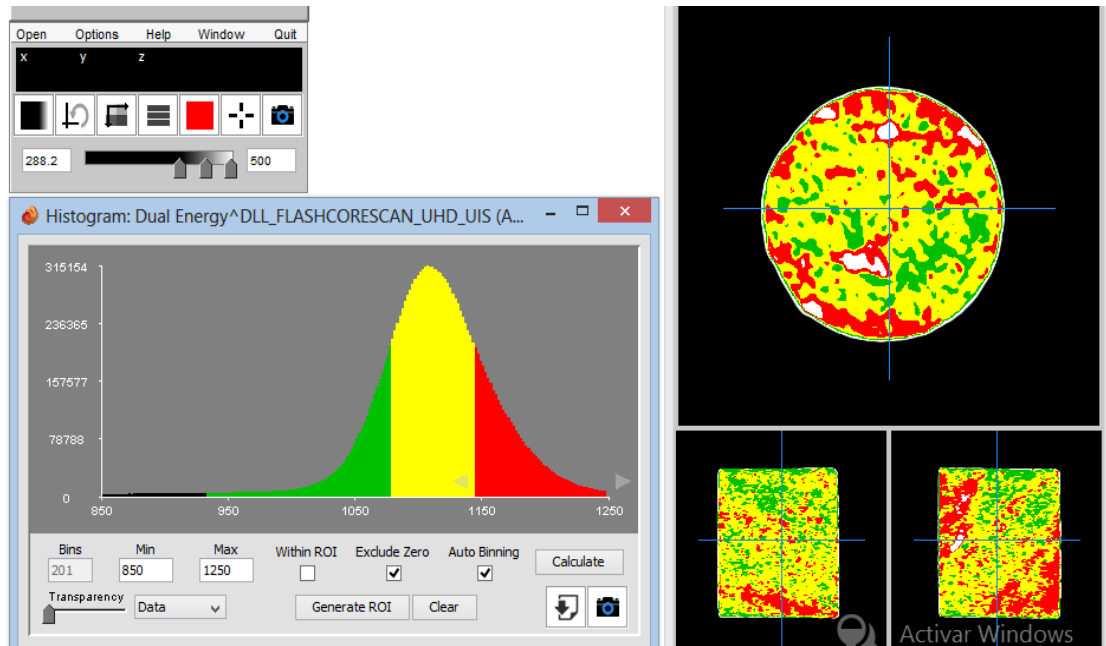 Open Options Help Window Quit
x y z
288.2 500
Histogram: Dual Energy^DLL_FLASHCORESCAN_UHD_UIS (A...
315154
236365
157577
78788
0
850 950 1050 1150 1250
Bins Min Max Within ROI Exclude Zero Auto Binning Calculate
201 850 1250
Transparency
Data Generate ROI Clear
Activar Windows